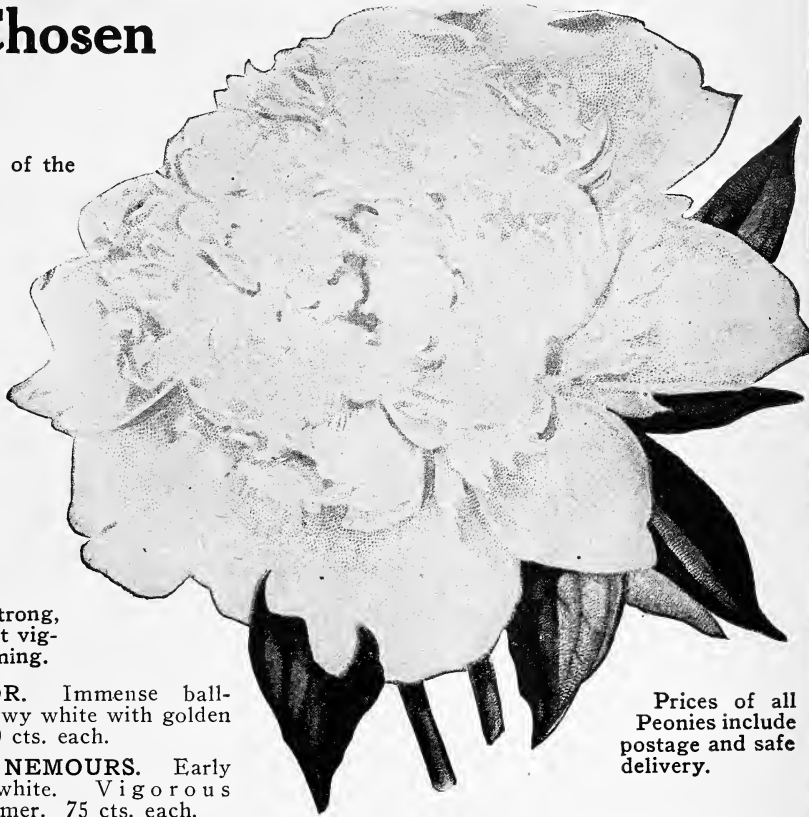 Chosen
of the
trong,
t vig-
ning.
OR. Immense ball-
wy white with golden
cts. each.
NEMOURS. Early
white. Vigorous
mer. 75 cts. each.
Prices of all
Peonies include
postage and safe
delivery.